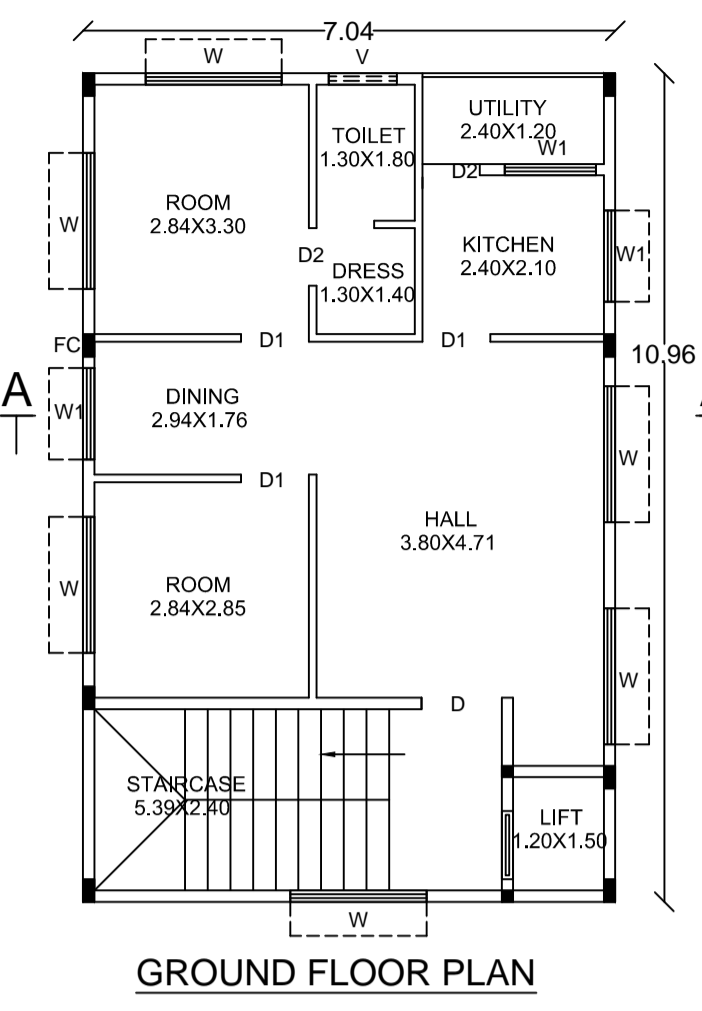 7.04
W
V
UTILITY
2.40X1.20
W1
TOILET
1.30X1.80
D2
ROOM
2.84X3.30
W
KITCHEN
2.40X2.10
W1
D2
DRESS
1.30X1.40
FC
D1
D1
10.96
A
DINING
2.94X1.76
W1
W
D1
HALL
3.80X4.71
ROOM
2.84X2.85
W
W
D
STAIRCASE
5.39X2.40
LIFT
1.20X1.50
W
GROUND FLOOR PLAN